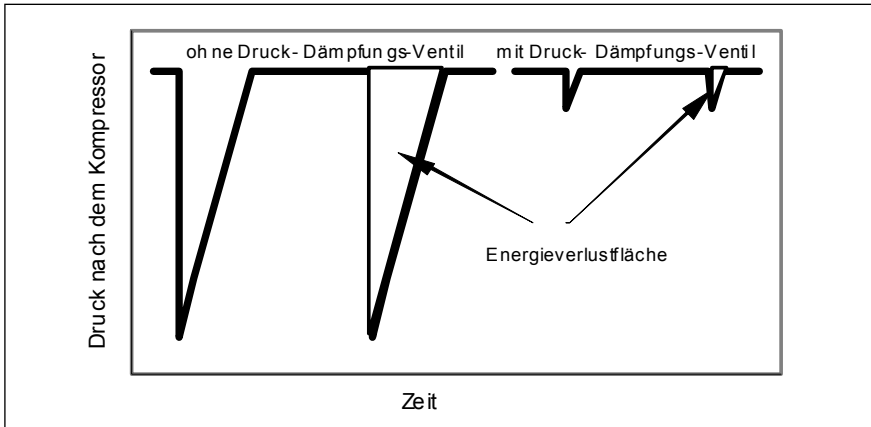 ohne Druck-Dämpfungs-Ventil
mit Druck- Dämpfungs-Ventil
Druck nach dem Kompressor
Energieverlustfläche
Zeit